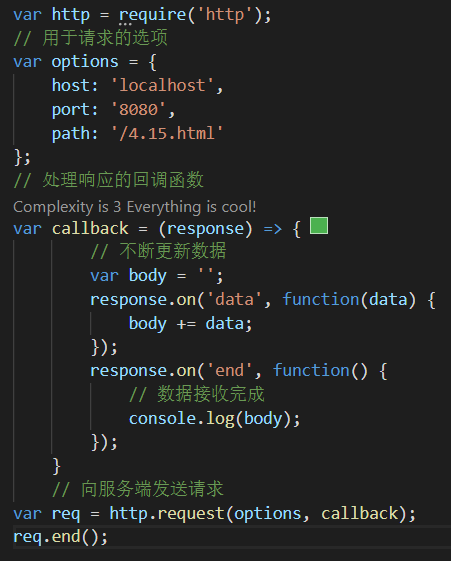 var http = require('http');
// 用于请求的选项
var options = {
    host: 'localhost',
    port: '8080',
    path: '/4.15.html'
};
// 处理响应的回调函数
Complexity is 3 Everything is cool!
var callback = (response) => {
        // 不断更新数据
        var body = '';
        response.on('data', function(data) {
            body += data;
        });
        response.on('end', function() {
            // 数据接收完成
            console.log(body);
        });
    }
    // 向服务端发送请求
var req = http.request(options, callback);
req.end();